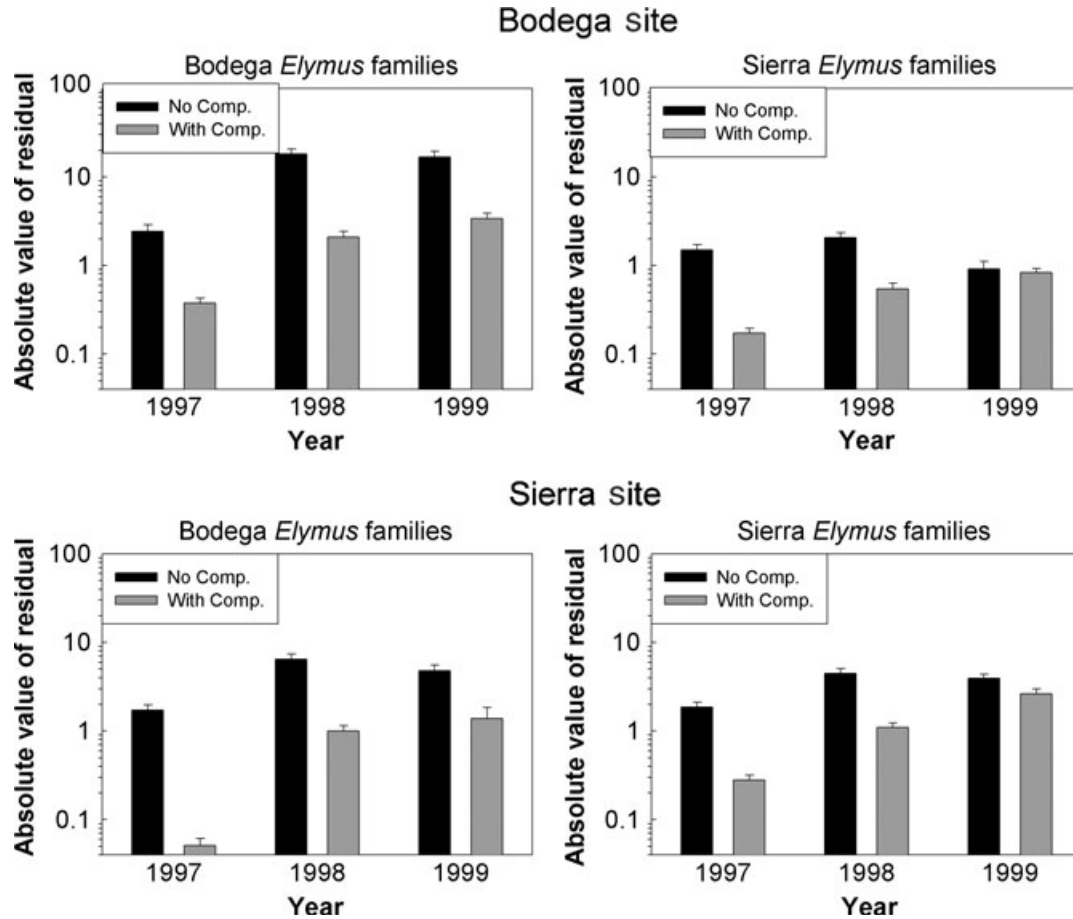 Bodega site
Bodega Elymus families
Absolute value of residual
100
10
1
0.1
No Comp.
With Comp.
1997 1998 1999
Year
Sierra Elymus families
Absolute value of residual
100
10
1
0.1
No Comp.
With Comp.
1997 1998 1999
Year
Sierra site
Bodega Elymus families
Absolute value of residual
100
10
1
0.1
No Comp.
With Comp.
1997 1998 1999
Year
Sierra Elymus families
Absolute value of residual
100
10
1
0.1
No Comp.
With Comp.
1997 1998 1999
Year